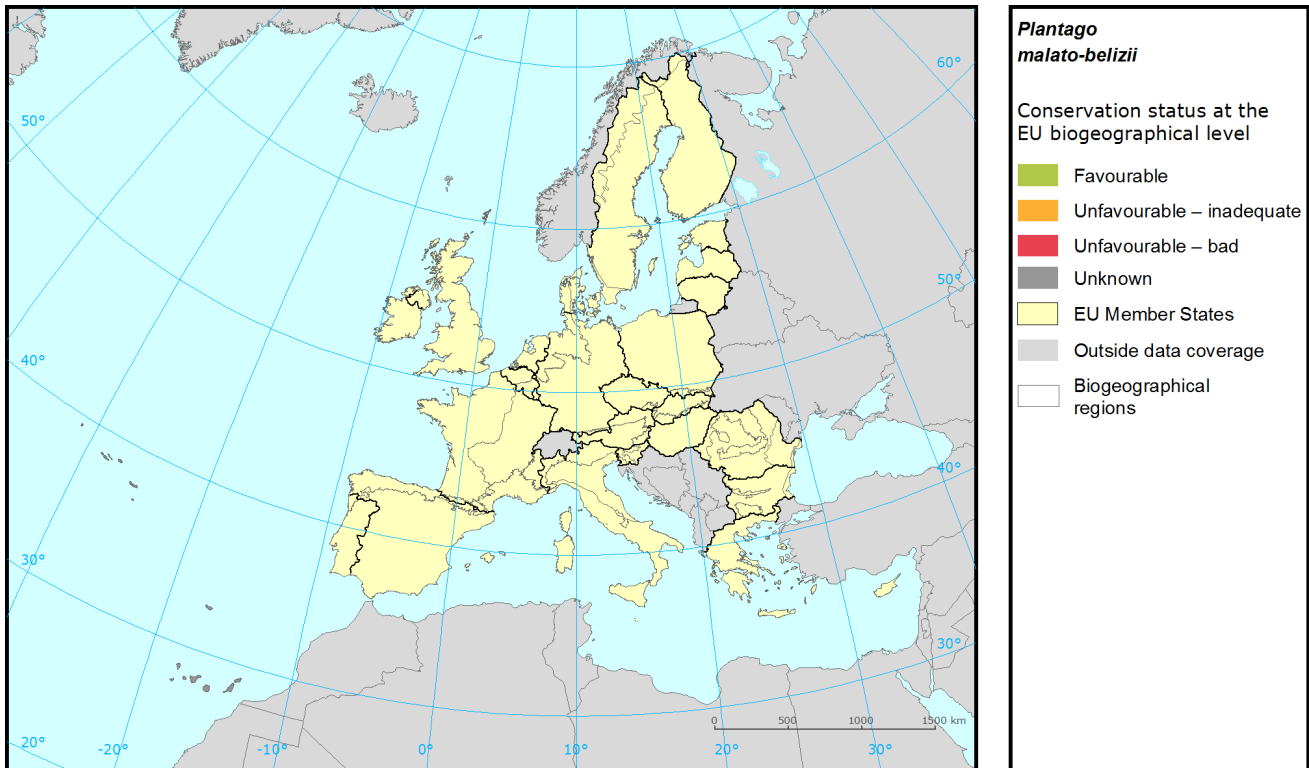 60°
50°
50°
40°
40°
30°
30°
20°
-20°
-10°
0°
10°
20°
30°
0
500
1000
1500 km
Plantago
malato-belizii
Conservation status at the
EU biogeographical level
Favourable
Unfavourable – inadequate
Unfavourable – bad
Unknown
EU Member States
Outside data coverage
Biogeographical
regions